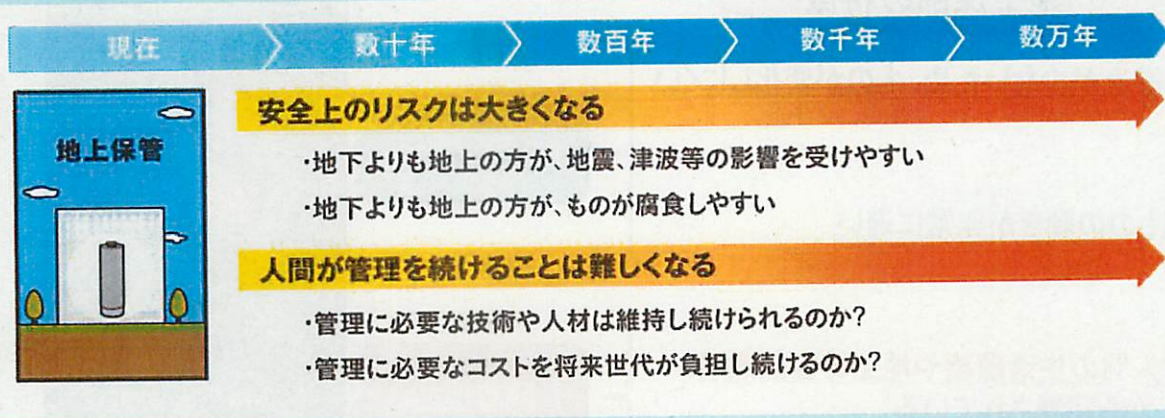 現在
数十年
数百年
数千年
数万年
地上保管
安全上のリスクは大きくなる
・地下よりも地上の方が、地震、津波等の影響を受けやすい
・地下よりも地上の方が、ものが腐食しやすい
人間が管理を続けることは難しくなる
・管理に必要な技術や人材は維持し続けられるのか?
・管理に必要なコストを将来世代が負担し続けるのか?